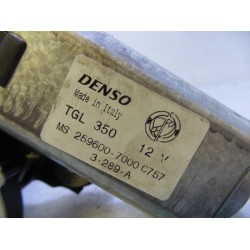 DENSO
Made in Italy
TGL 350 12 V
MS 259600-7000 C757
3-289-A